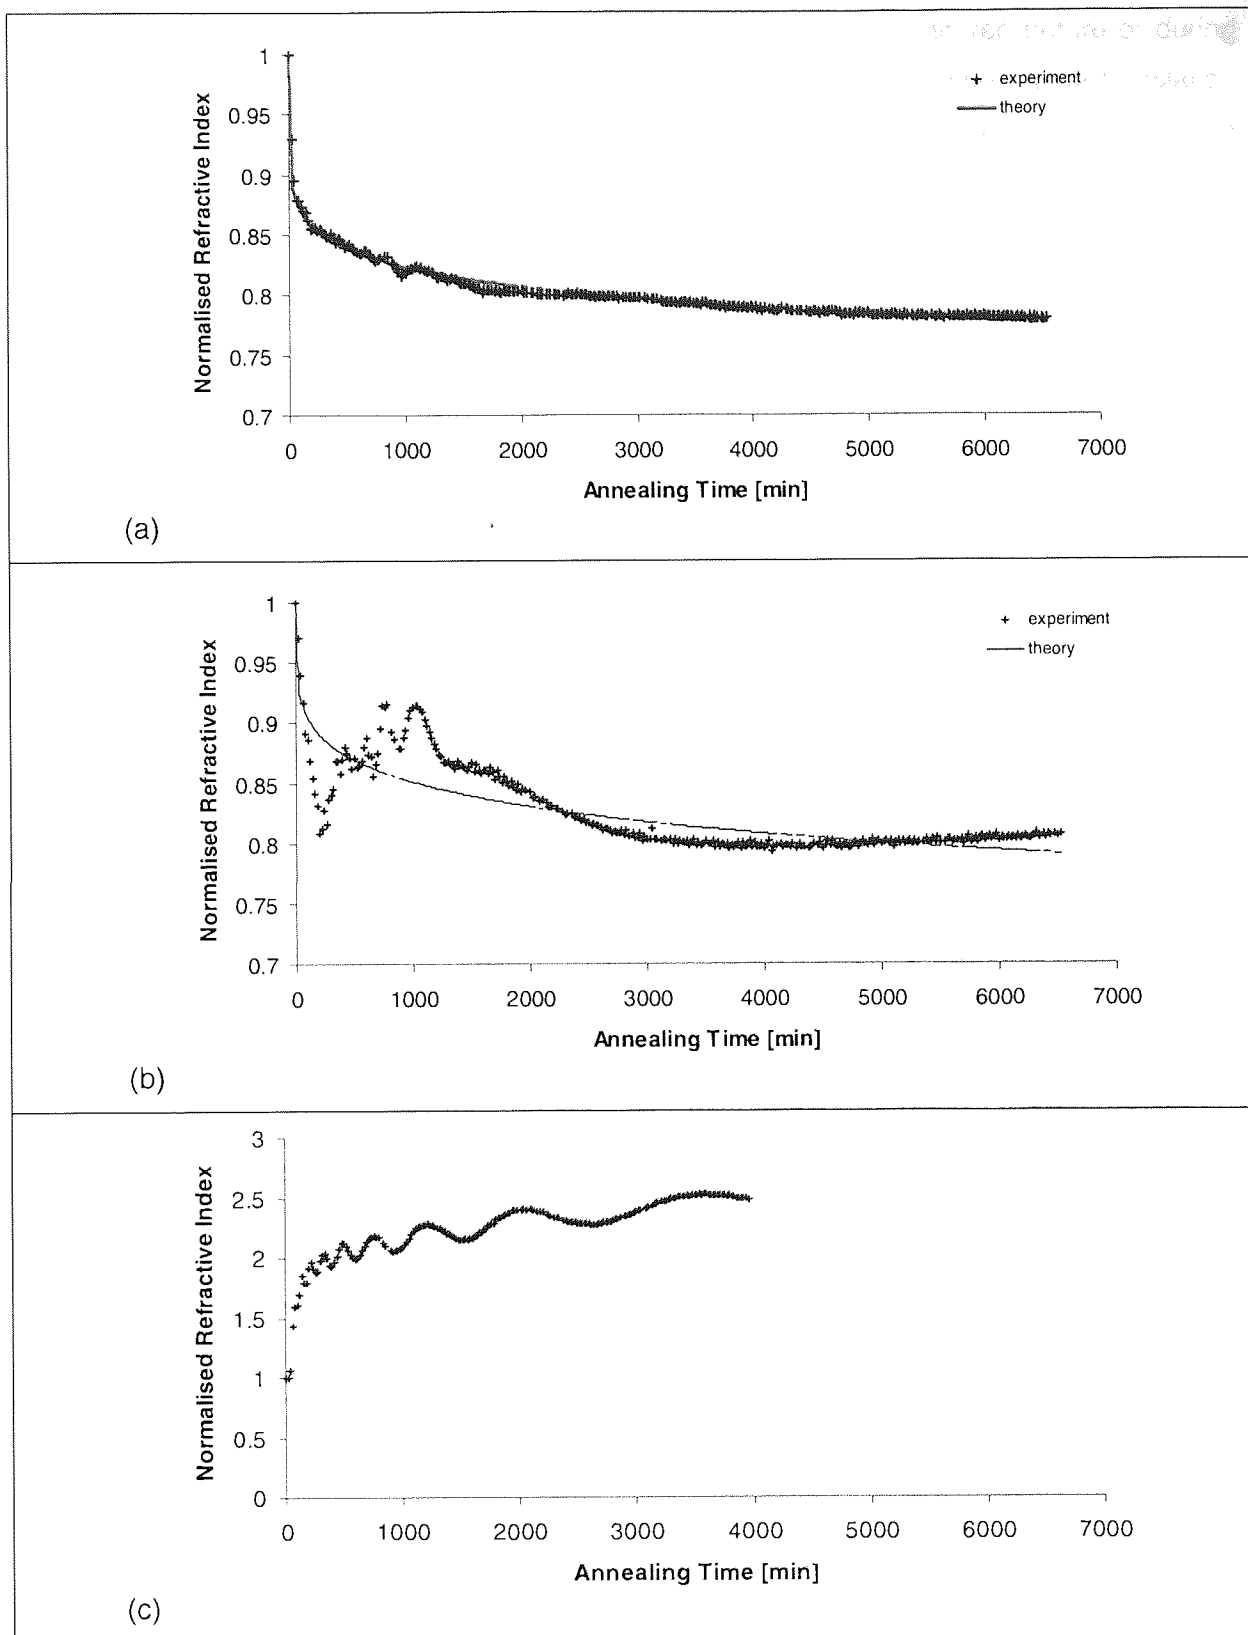 1
0.95
0.9
0.85
0.8
0.75
0.7
Normalised Refractive Index
experiment
theory
0 1000 2000 3000 4000 5000 6000 7000
Annealing Time [min]
(a)
1
0.95
0.9
0.85
0.8
0.75
0.7
Normalised Refractive Index
experiment
theory
0 1000 2000 3000 4000 5000 6000 7000
Annealing Time [min]
(b)
3
2.5
2
1.5
1
0.5
0
Normalised Refractive Index
0 1000 2000 3000 4000 5000 6000 7000
Annealing Time [min]
(c)